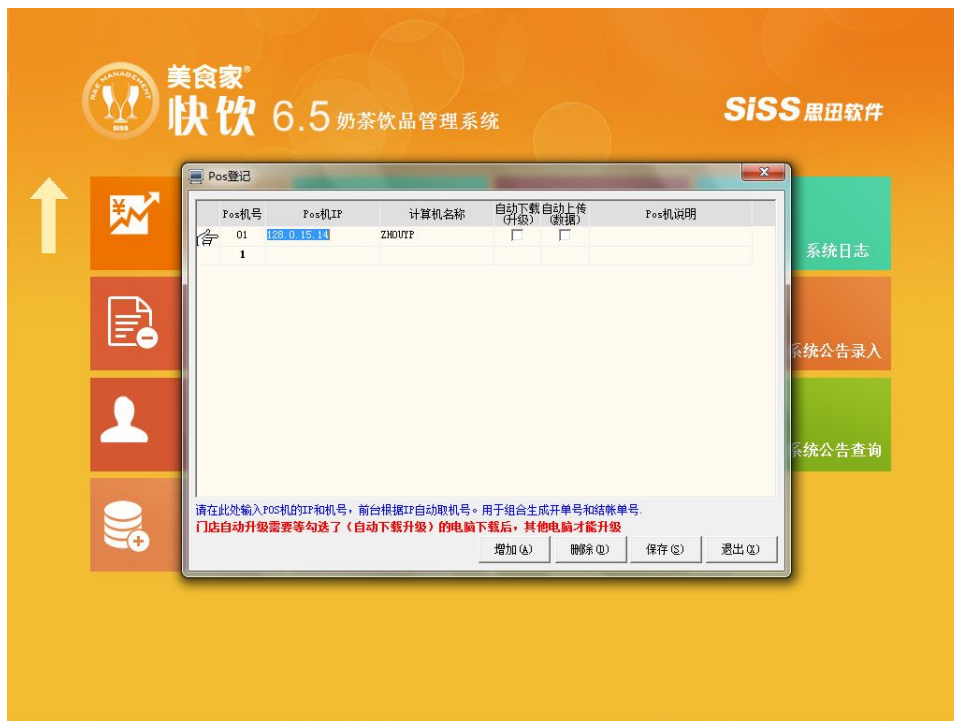 R&E MANAGEMENT
SISS
美食家®
快饮 6.5 奶茶饮品管理系统
SiSS 思迅软件
Pos登记
Pos机号 Pos机IP 计算机名称 自动下载(升级) 自动上传(数据) Pos机说明
01 128.0.15.14 ZHOUYP
1
系统日志
系统公告录入
系统公告查询
请在此处输入POS机的IP和机号，前台根据IP自动取机号。用于组合生成开单号和结帐单号.
门店自动升级需要等勾选了（自动下载升级）的电脑下载后，其他电脑才能升级
增加(A) 删除(D) 保存(S) 退出(X)